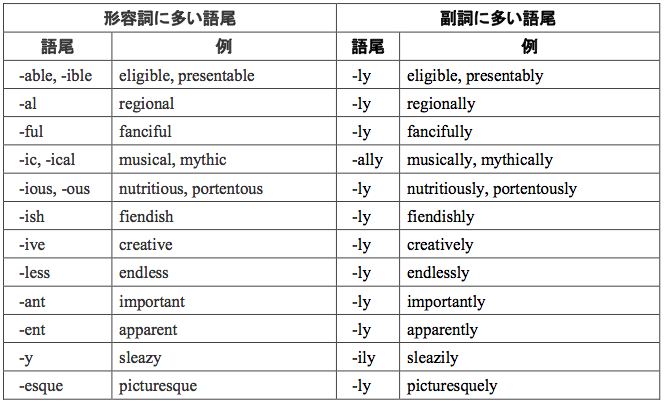 形容詞に多い語尾 副詞に多い語尾
語尾 例 語尾 例
-able, -ible eligible, presentable -ly eligible, presentably
-al regional -ly regionally
-ful fanciful -ly fancifully
-ic, -ical musical, mythic -ally musically, mythically
-ious, -ous nutritious, portentous -ly nutritiously, portentously
-ish fiendish -ly fiendishly
-ive creative -ly creatively
-less endless -ly endlessly
-ant important -ly importantly
-ent apparent -ly apparently
-y sleazy -ily sleazily
-esque picturesque -ly picturesquely